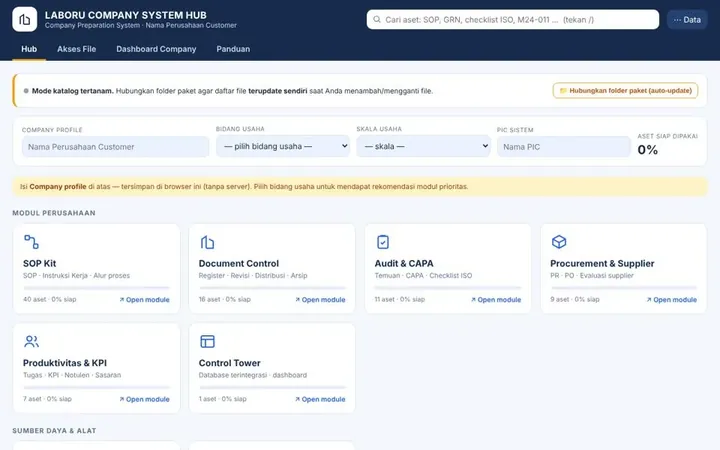 LABORU COMPANY SYSTEM HUB
Company Preparation System · Nama Perusahaan Customer
Cari aset: SOP, GRN, checklist ISO, M24-011 ... (tekan /)
··· Data
Hub Akses File Dashboard Company Panduan
Mode katalog tertanam. Hubungkan folder paket agar daftar file terupdate sendiri saat Anda menambah/mengganti file.
Hubungkan folder paket (auto-update)
COMPANY PROFILE
Nama Perusahaan Customer
BIDANG USAHA
— pilih bidang usaha —
SKALA USAHA
— skala —
PIC SISTEM
Nama PIC
ASET SIAP DIPAKAI
0%
Isi Company profile di atas — tersimpan di browser ini (tanpa server). Pilih bidang usaha untuk mendapat rekomendasi modul prioritas.
MODUL PERUSAHAAN
SOP Kit
SOP · Instruksi Kerja · Alur proses
40 aset · 0% siap
↗ Open module
Document Control
Register · Revisi · Distribusi · Arsip
16 aset · 0% siap
↗ Open module
Audit & CAPA
Temuan · CAPA · Checklist ISO
11 aset · 0% siap
↗ Open module
Procurement & Supplier
PR · PO · Evaluasi supplier
9 aset · 0% siap
↗ Open module
Produktivitas & KPI
Tugas · KPI · Notulen · Sasaran
7 aset · 0% siap
↗ Open module
Control Tower
Database terintegrasi · dashboard
1 aset · 0% siap
↗ Open module
SUMBER DAYA & ALAT